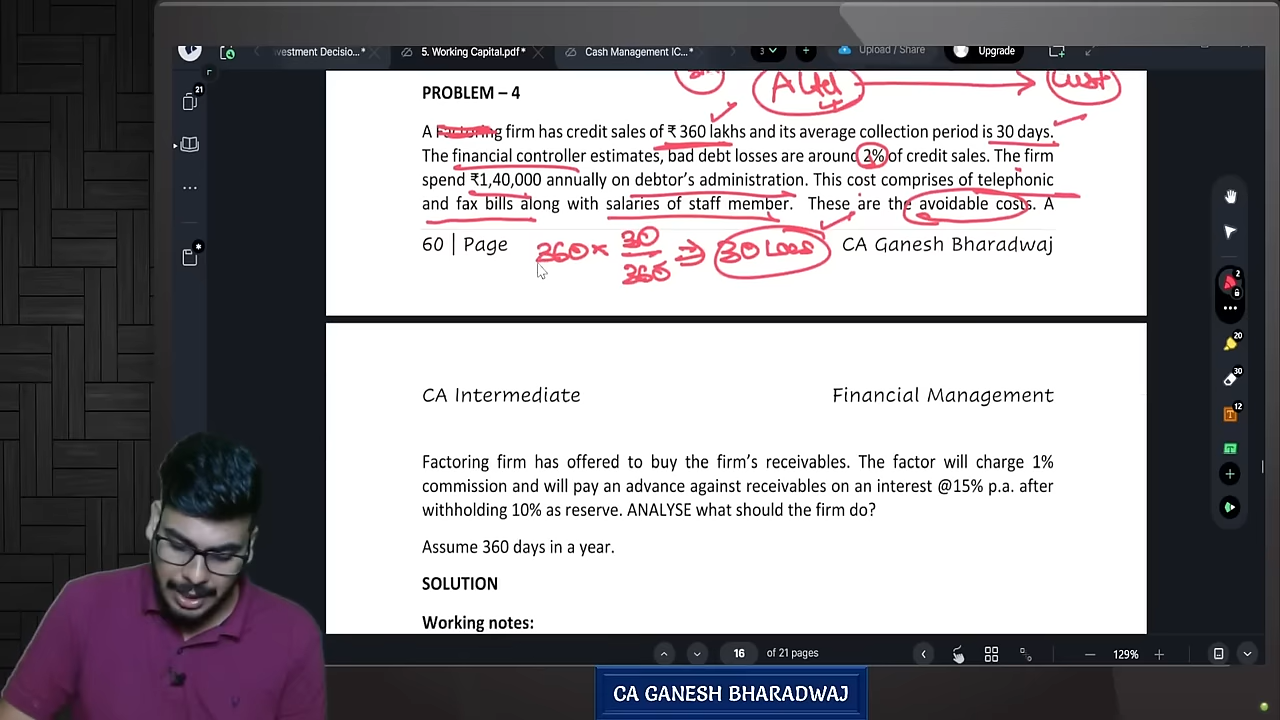 vestment Decisio...*
5. Working Capital.pdf*
Cash Management (C...*
3
Upload / Share
Upgrade
21
PROBLEM – 4
A firm has credit sales of ₹ 360 lakhs and its average collection period is 30 days.
The financial controller estimates, bad debt losses are around 2% of credit sales. The firm
spend ₹1,40,000 annually on debtor's administration. This cost comprises of telephonic
and fax bills along with salaries of staff member. These are the avoidable costs. A
60 | Page
360 × 30/360 ⇒ 30 Lacs
CA Ganesh Bharadwaj
CA Intermediate
Financial Management
Factoring firm has offered to buy the firm's receivables. The factor will charge 1%
commission and will pay an advance against receivables on an interest @15% p.a. after
withholding 10% as reserve. ANALYSE what should the firm do?
Assume 360 days in a year.
SOLUTION
Working notes:
2
20
30
12
16
of 21 pages
129%
CA GANESH BHARADWAJ